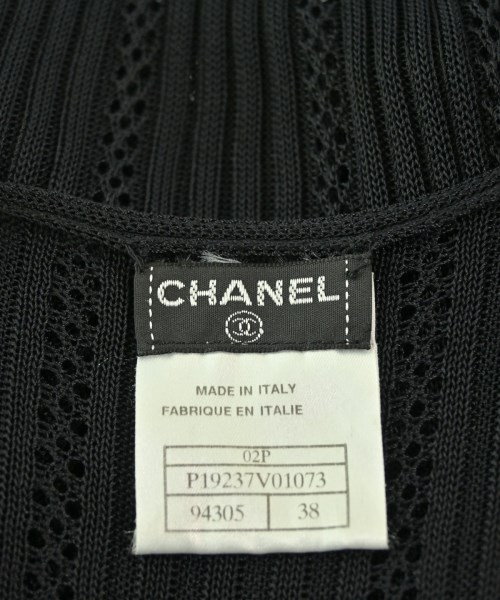 CHANEL
MADE IN ITALY
FABRIQUE EN ITALIE
02P
P19237V01073
94305 38